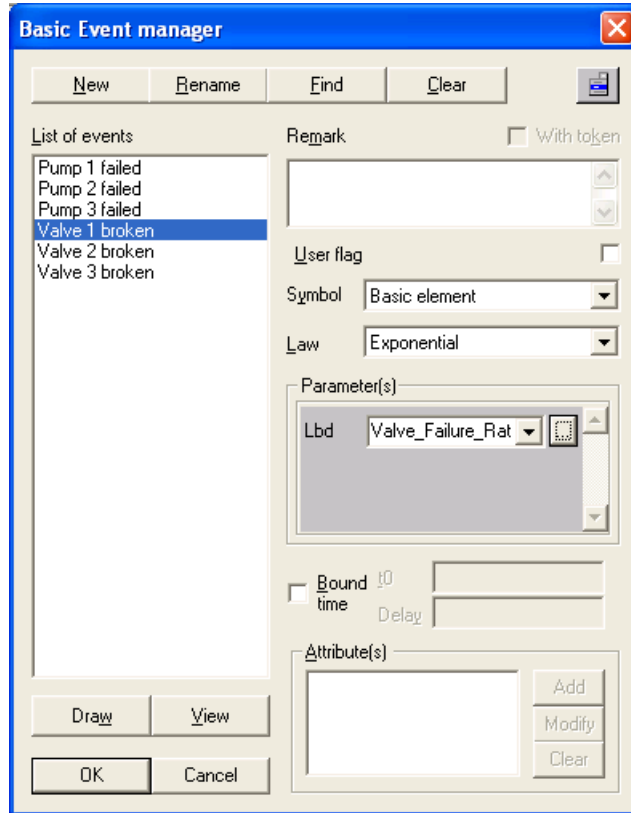 Basic Event manager
New Rename Find Clear
List of events
Pump 1 failed
Pump 2 failed
Pump 3 failed
Valve 1 broken
Valve 2 broken
Valve 3 broken
Remark With token
User flag
Symbol Basic element
Law Exponential
Parameter(s)
Lbd Valve_Failure_Rat
Bound time
t0
Delay
Attribute(s)
Add
Modify
Clear
Draw View
OK Cancel